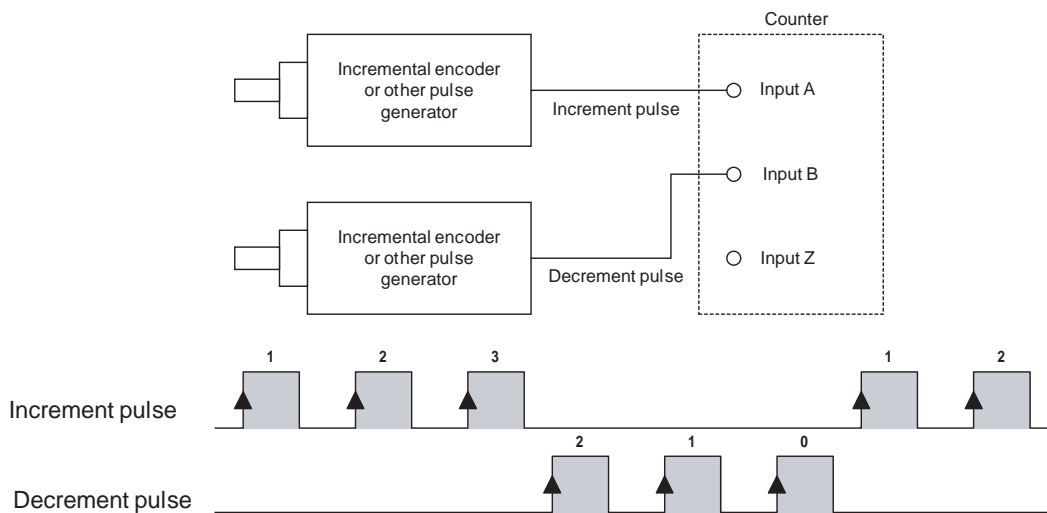 Counter
Incremental encoder
or other pulse
generator
Increment pulse
Input A
Input B
Incremental encoder
or other pulse
generator
Decrement pulse
Input Z
1 2 3 1 2
Increment pulse
2 1 0
Decrement pulse